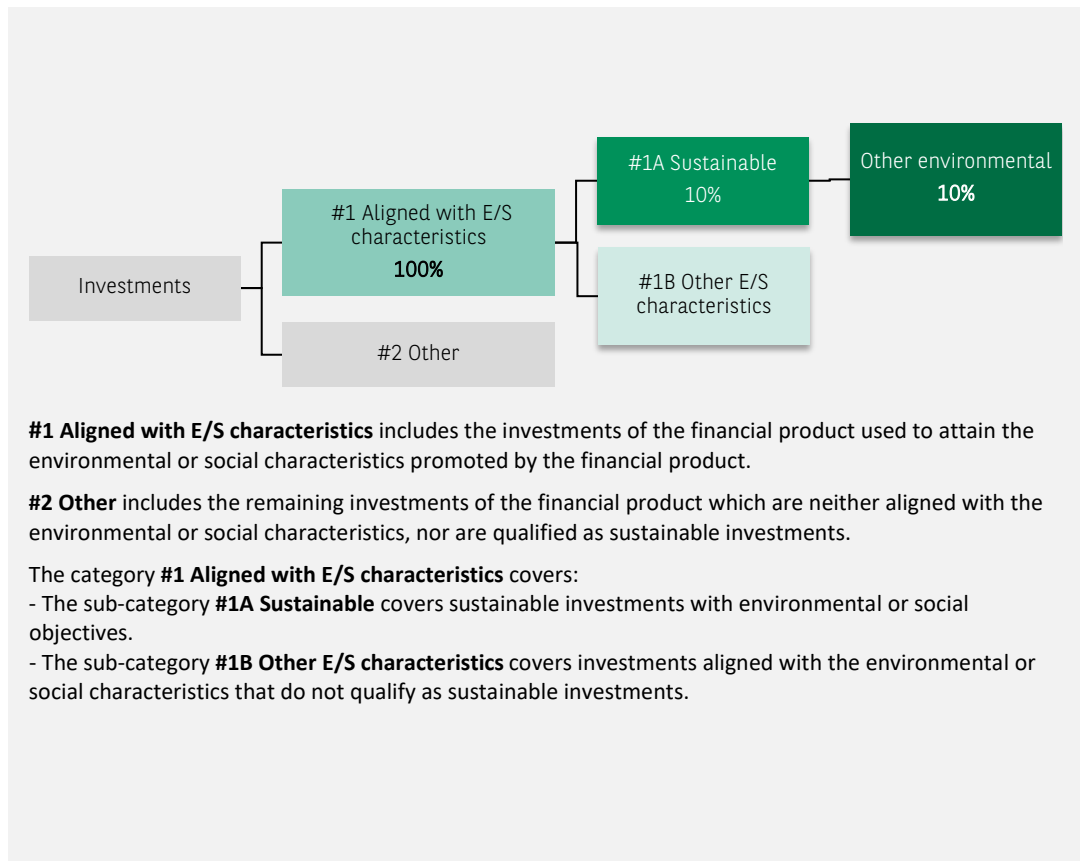 Investments
#1 Aligned with E/S
characteristics
100%
#2 Other
#1A Sustainable
10%
#1B Other E/S
characteristics
Other environmental
10%
#1 Aligned with E/S characteristics includes the investments of the financial product used to attain the
environmental or social characteristics promoted by the financial product.
#2 Other includes the remaining investments of the financial product which are neither aligned with the
environmental or social characteristics, nor are qualified as sustainable investments.
The category #1 Aligned with E/S characteristics covers:
- The sub-category #1A Sustainable covers sustainable investments with environmental or social
objectives.
- The sub-category #1B Other E/S characteristics covers investments aligned with the environmental or
social characteristics that do not qualify as sustainable investments.